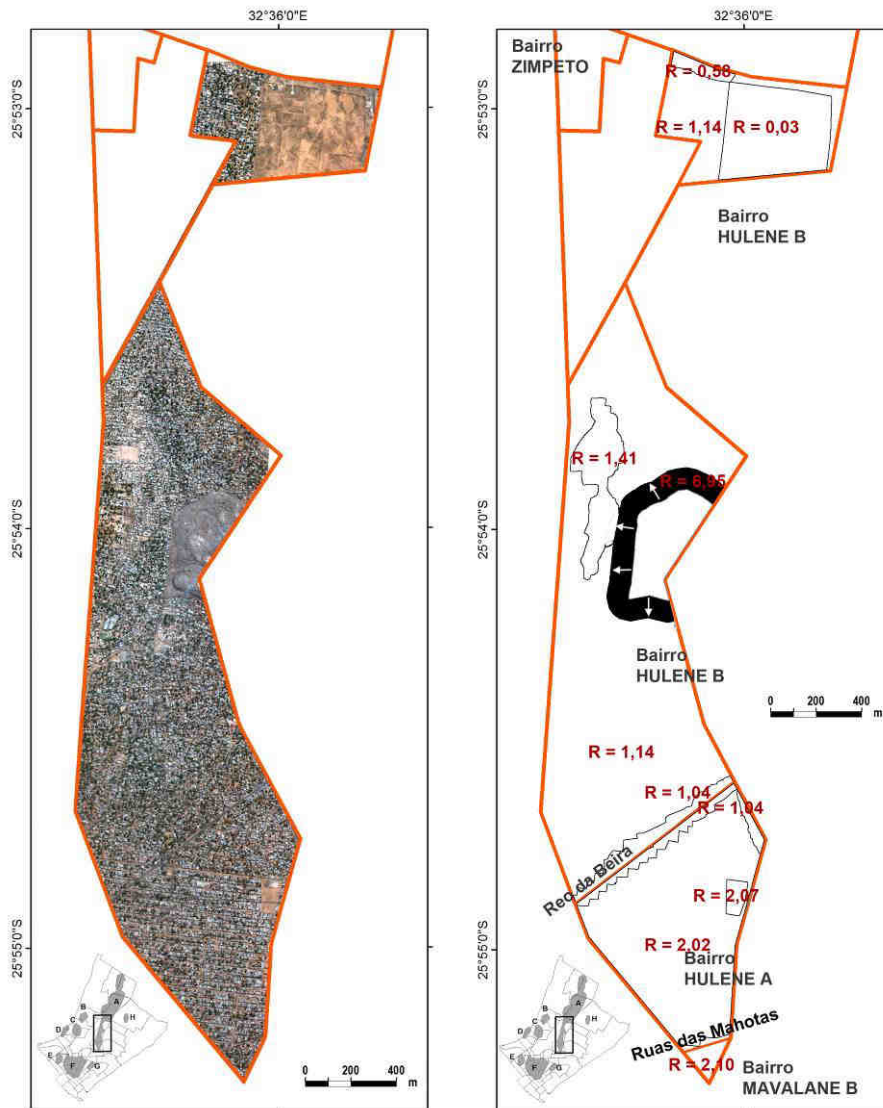 32°36'0"E
25°53'0"S
25°54'0"S
25°55'0"S
A
B
C
D
E
F
G
H
0 200 400
m
32°36'0"E
25°53'0"S
25°54'0"S
25°55'0"S
Bairro
ZIMPETO
R = 0,58
R = 1,14
R = 0,03
Bairro
HULENE B
R = 1,41
R = 6,95
Bairro
HULENE B
0 200 400
m
R = 1,14
R = 1,04
R = 1,04
Reo da Beira
R = 2,07
R = 2,02
Bairro
HULENE A
Ruas das Mahotas
R = 2,10
Bairro
MAVALANE B
A
B
C
D
E
F
G
H